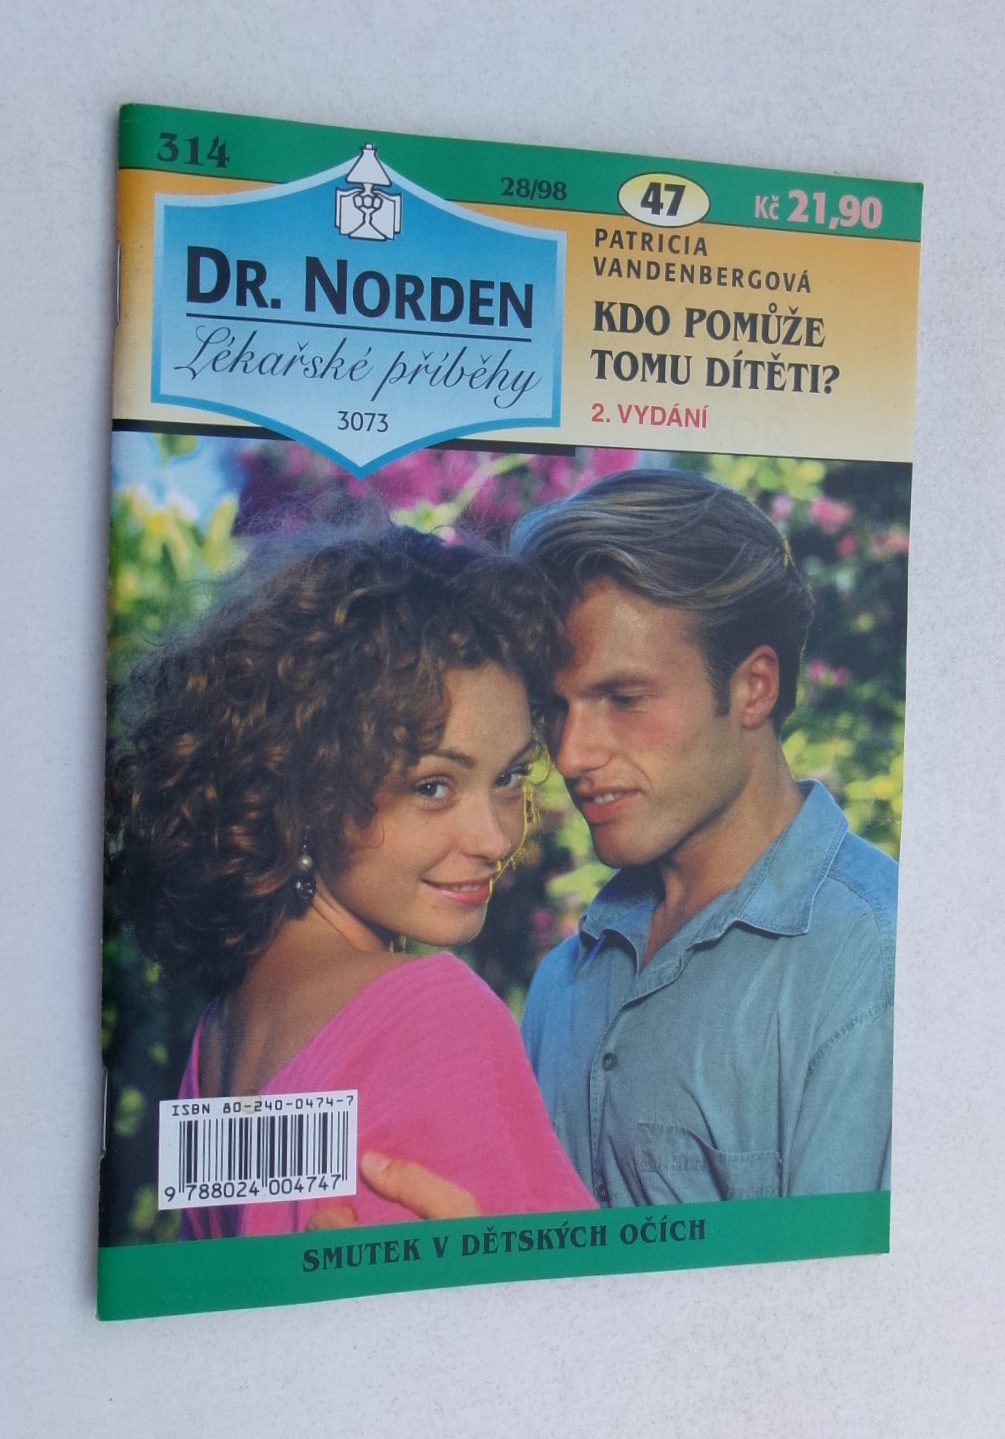 314
28/98
47
Kč 21,90
DR. NORDEN
Lékařské příběhy
3073
PATRICIA
VANDENBERGOVÁ
KDO POMŮŽE
TOMU DÍTĚTI?
2. VYDÁNÍ
ISBN 80-240-0474-7
9 788024 004747
SMUTEK V DĚTSKÝCH OČÍCH